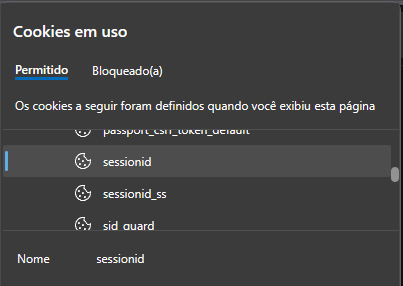 Cookies em uso
Permitido Bloqueado(a)
Os cookies a seguir foram definidos quando você exibiu esta página
passport_csrf_token_default
sessionid
sessionid_ss
sid_guard
Nome sessionid